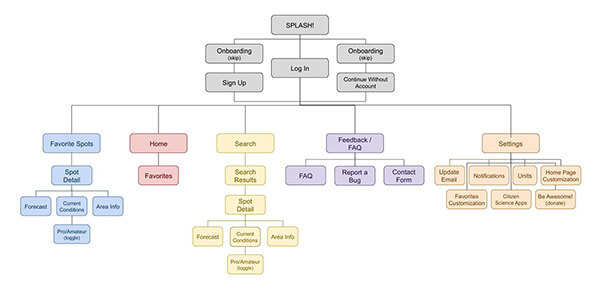 SPLASH!
Onboarding
(skip)
Log In
Onboarding
(skip)
Sign Up
Continue Without
Account
Favorite Spots
Home
Search
Feedback /
FAQ
Settings
Spot
Detail
Favorites
Search
Results
FAQ
Report a
Bug
Contact
Form
Update
Email
Notifications
Units
Home Page
Customization
Favorites
Customization
Citizen
Science Apps
Be Awesome!
(donate)
Forecast
Current
Conditions
Area Info
Spot
Detail
Pro/Amateur
(toggle)
Forecast
Current
Conditions
Area Info
Pro/Amateur
(toggle)